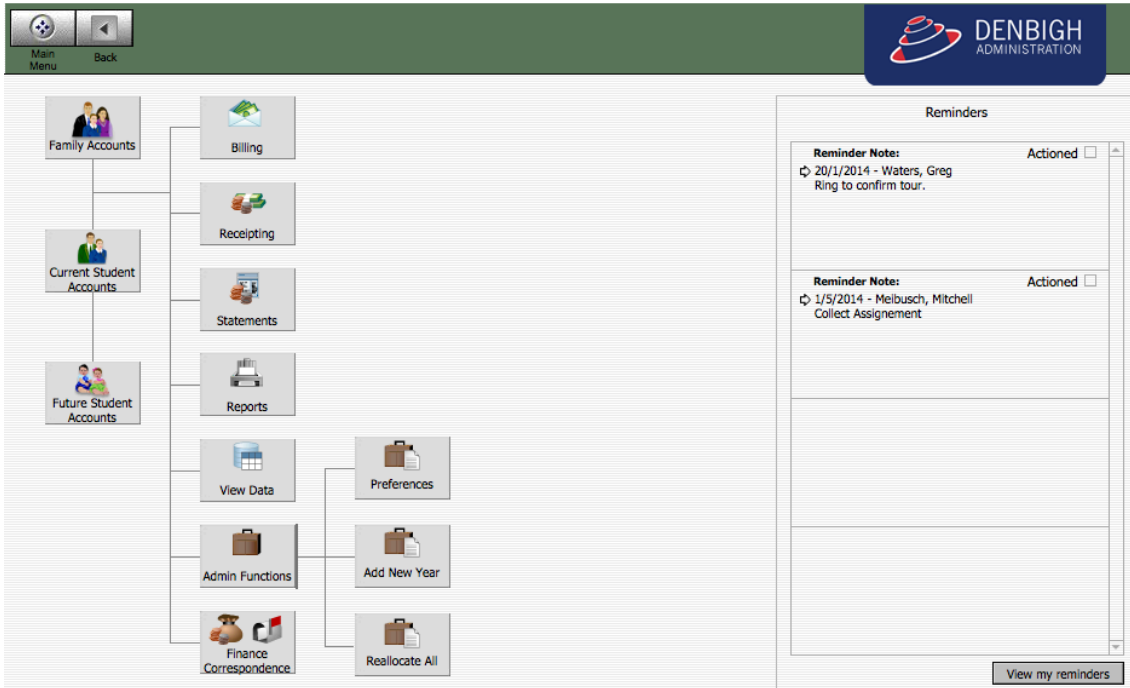 Main
Menu
Back
DENBIGH
ADMINISTRATION
Family Accounts
Current Student
Accounts
Future Student
Accounts
Billing
Receipting
Statements
Reports
View Data
Admin Functions
Finance
Correspondence
Preferences
Add New Year
Reallocate All
Reminders
Reminder Note:
Actioned
20/1/2014 - Waters, Greg
Ring to confirm tour.
Reminder Note:
Actioned
1/5/2014 - Meibusch, Mitchell
Collect Assignement
View my reminders